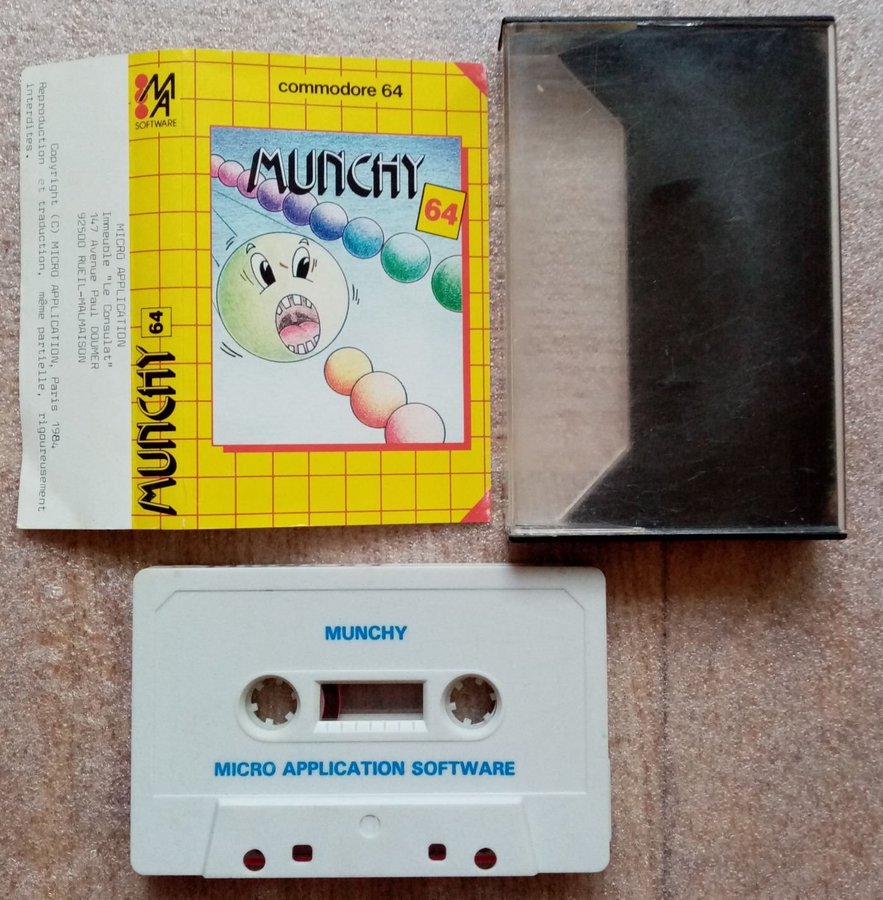 Copyright (C) MICRO APPLICATION, Paris 1984
Reproduction et traduction, même partielle, rigoureusement
interdites.
MICRO APPLICATION
Immeuble "Le Consulat"
147 Avenue Paul DOUMER
92500 RUEIL-MALMAISON
MA
SOFTWARE
MUNCHY 64
commodore 64
MUNCHY
64
MUNCHY
MICRO APPLICATION SOFTWARE